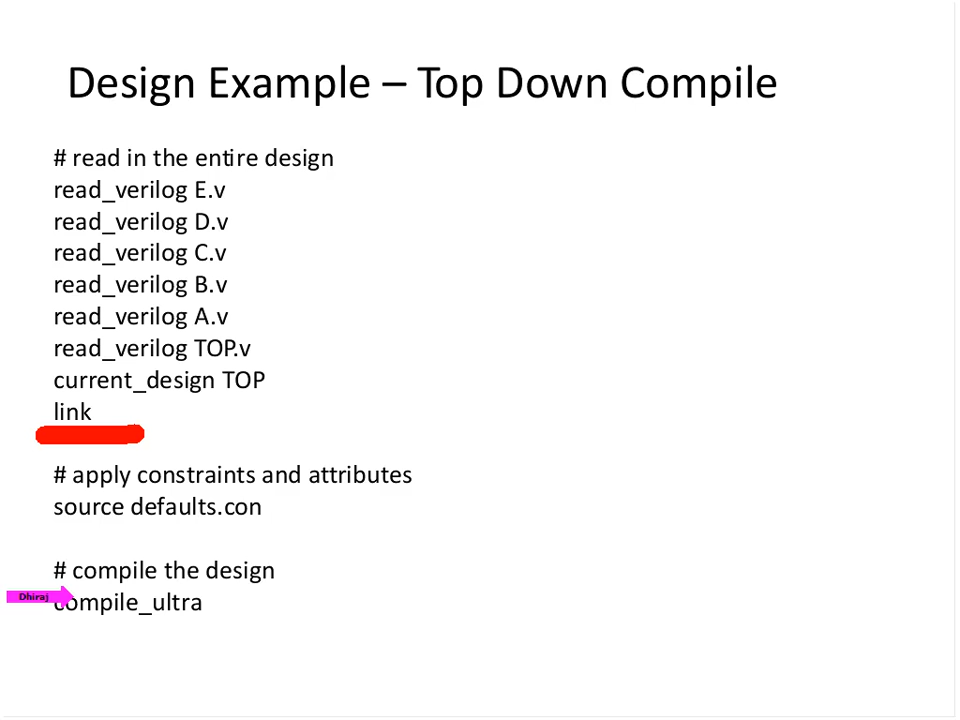 Design Example – Top Down Compile
# read in the entire design
read_verilog E.v
read_verilog D.v
read_verilog C.v
read_verilog B.v
read_verilog A.v
read_verilog TOP.v
current_design TOP
link
# apply constraints and attributes
source defaults.con
# compile the design
Dhiraj
compile_ultra